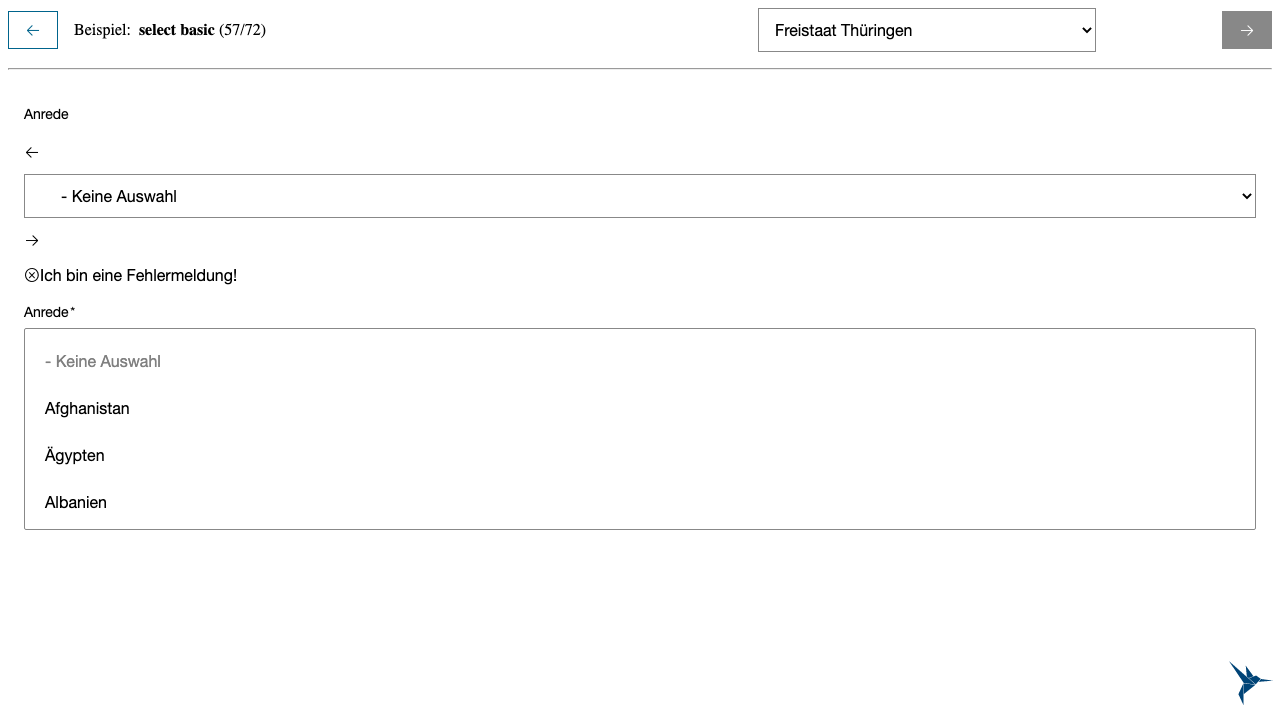 Beispiel: select basic (57/72)
Freistaat Thüringen
Anrede
- Keine Auswahl
Ich bin eine Fehlermeldung!
Anrede*
- Keine Auswahl
Afghanistan
Ägypten
Albanien